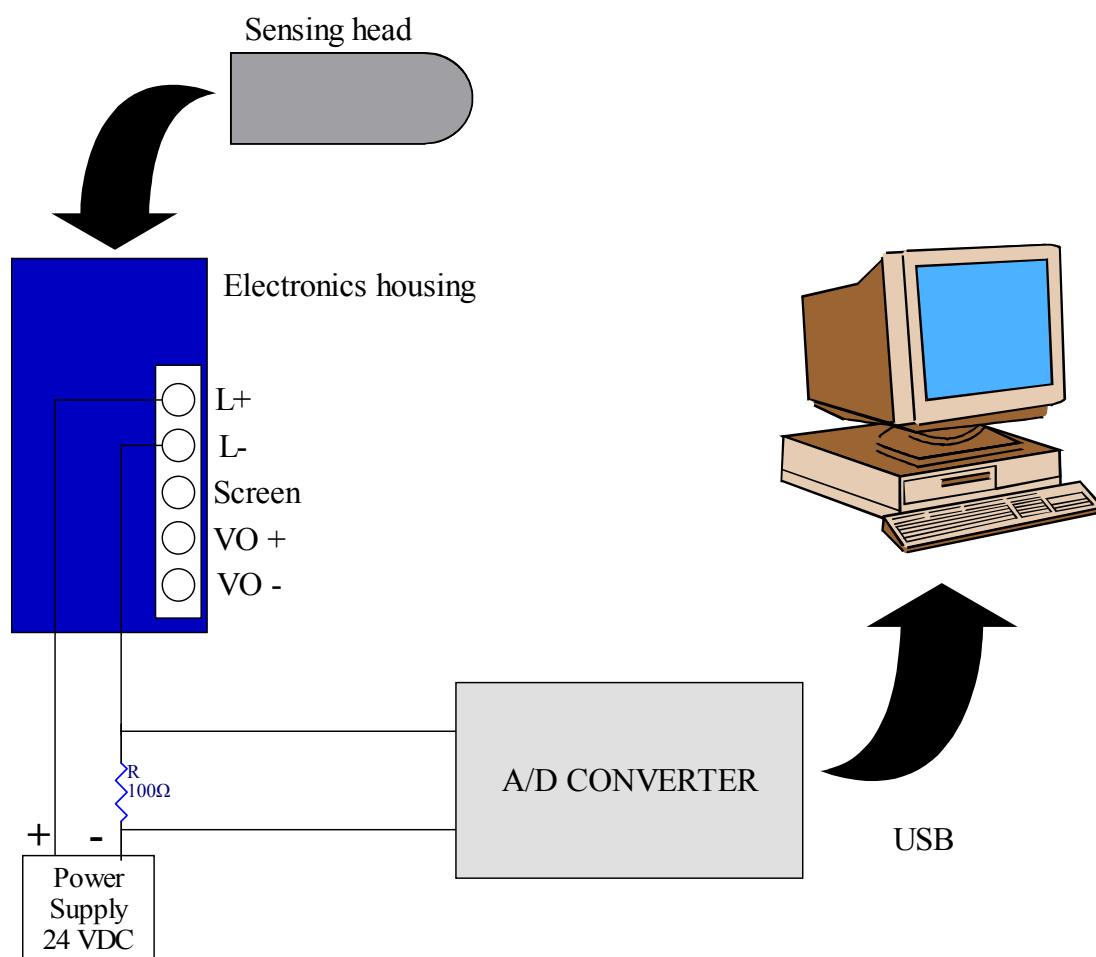 Sensing head
Electronics housing
L+
L-
Screen
VO +
VO -
R
100Ω
A/D CONVERTER
+ -
USB
Power
Supply
24 VDC